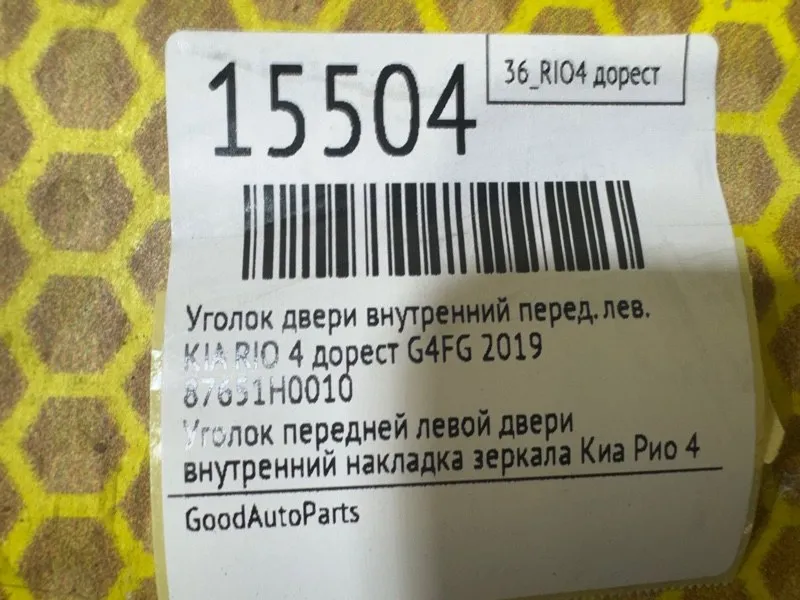 15504
36_RIO4 дорест
Уголок двери внутренний перед. лев.
KIA RIO 4 дорест G4FG 2019
87651H0010
Уголок передней левой двери
внутренний накладка зеркала Киа Рио 4
GoodAutoParts